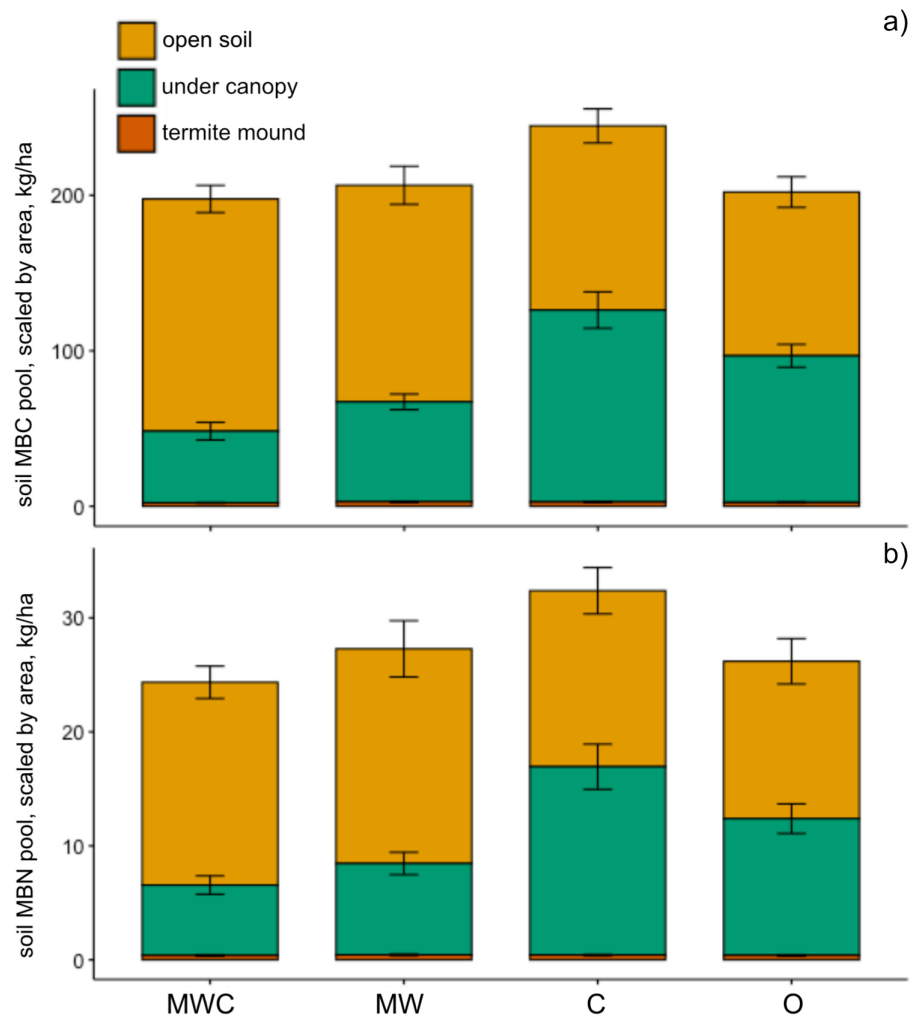 a)
open soil
under canopy
termite mound
soil MBC pool, scaled by area, kg/ha
200
100
0
b)
soil MBN pool, scaled by area, kg/ha
30
20
10
0
MWC MW C O